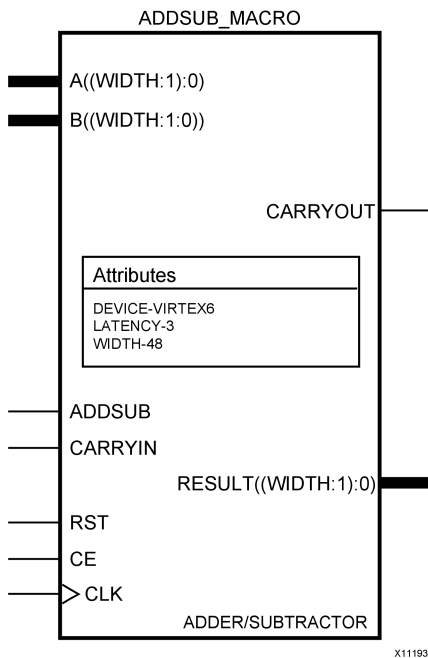 ADDSUB_MACRO
A((WIDTH:1):0)
B((WIDTH:1:0))
CARRYOUT
Attributes
DEVICE-VIRTEX6
LATENCY-3
WIDTH-48
ADDSUB
CARRYIN
RESULT((WIDTH:1):0)
RST
CE
CLK
ADDER/SUBTRACTOR
X11193